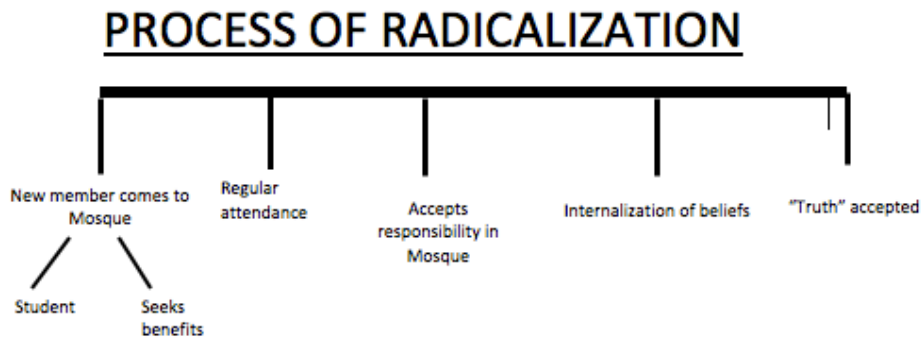 PROCESS OF RADICALIZATION
New member comes to
Mosque
Student
Seeks
benefits
Regular
attendance
Accepts
responsibility in
Mosque
Internalization of beliefs
"Truth" accepted